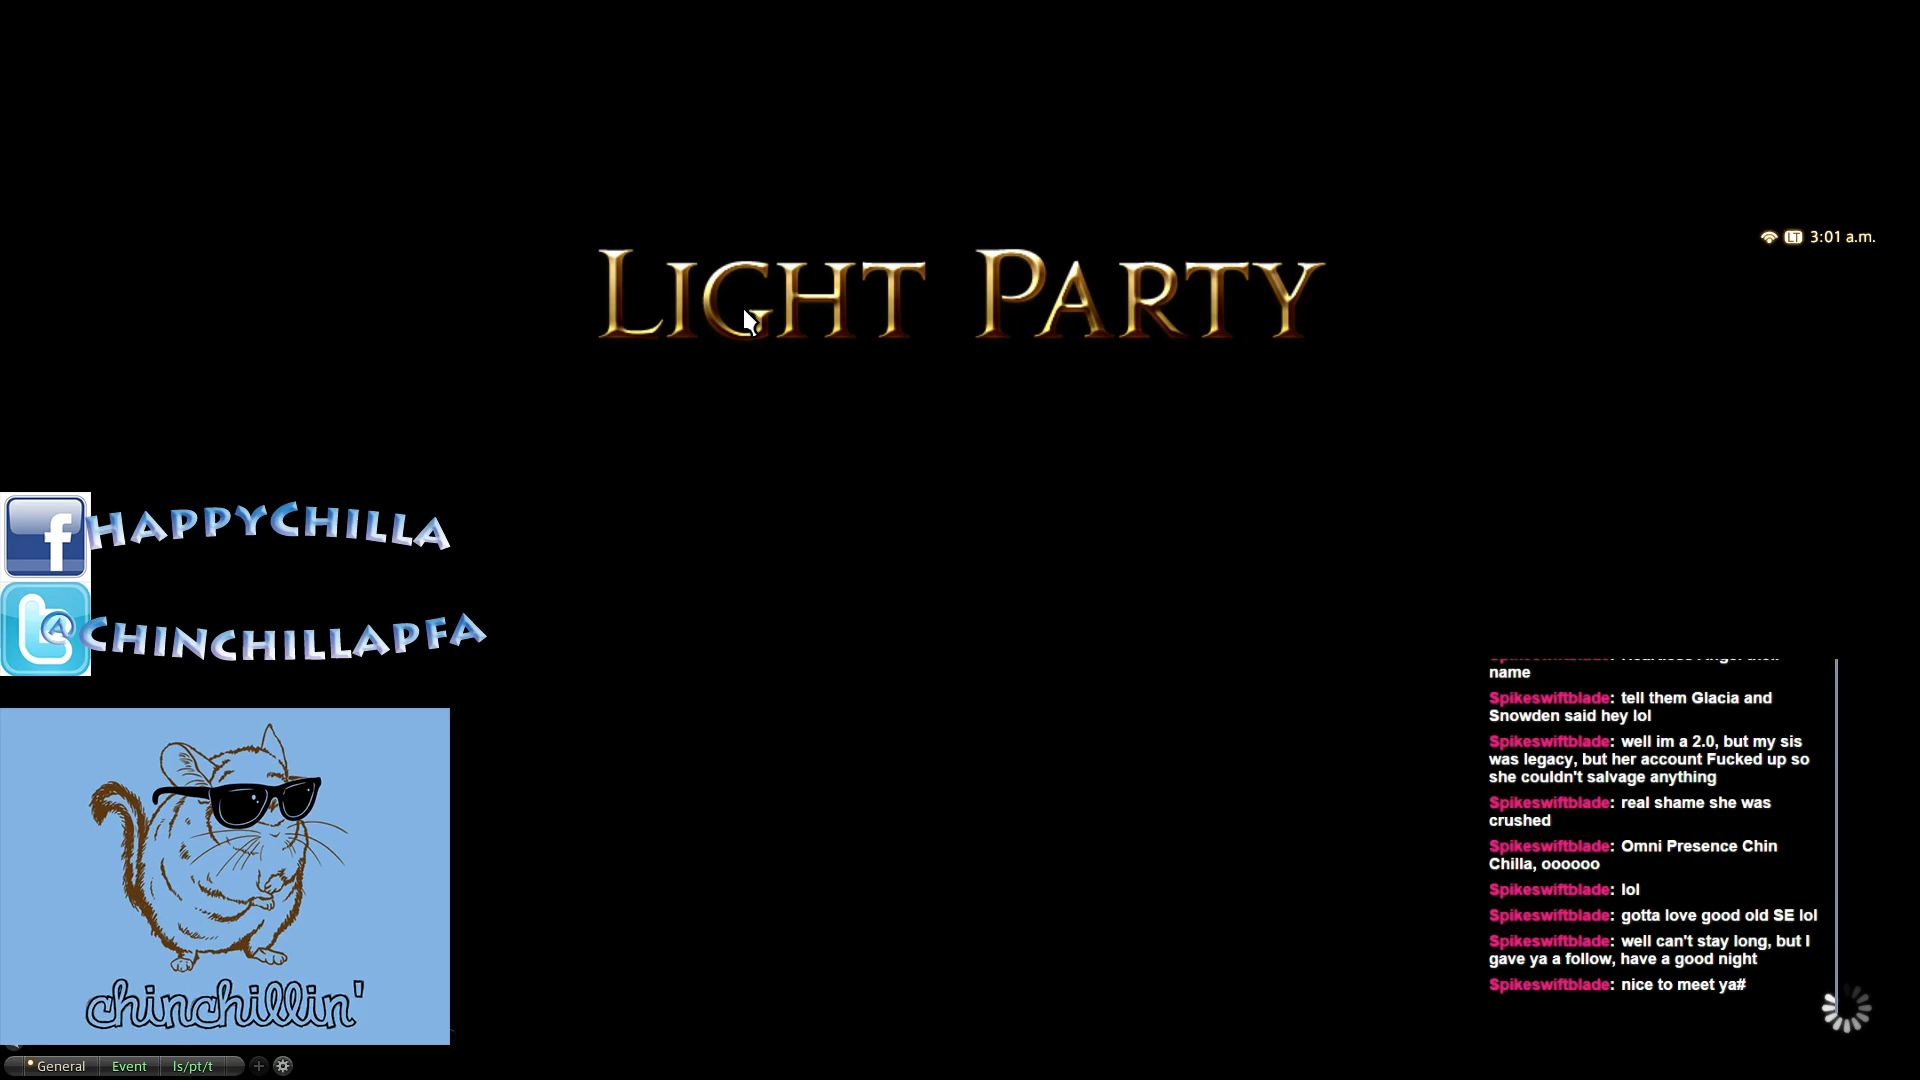 LIGHT PARTY
LT 3:01 a.m.
f HAPPYCHILLA
t @CHINCHILLAPFA
chinchillin'
name
Spikeswiftblade: tell them Glacia and
Snowden said hey lol
Spikeswiftblade: well im a 2.0, but my sis
was legacy, but her account Fucked up so
she couldn't salvage anything
Spikeswiftblade: real shame she was
crushed
Spikeswiftblade: Omni Presence Chin
Chilla, oooooo
Spikeswiftblade: lol
Spikeswiftblade: gotta love good old SE lol
Spikeswiftblade: well can't stay long, but I
gave ya a follow, have a good night
Spikeswiftblade: nice to meet ya#
General Event ls/pt/t